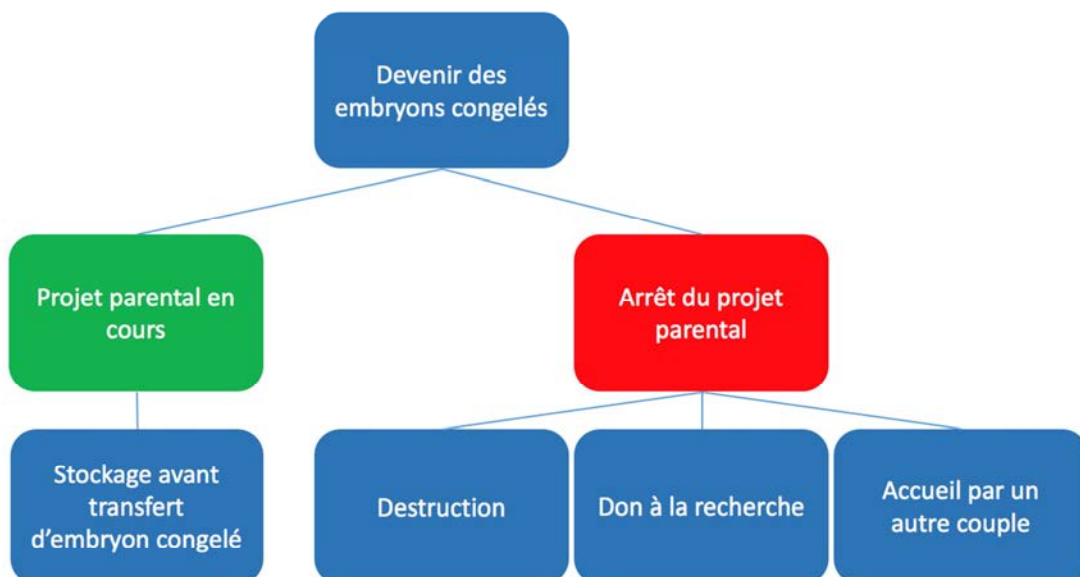 Devenir des
embryons congelés
Projet parental en
cours
Arrêt du projet
parental
Stockage avant
transfert
d’embryon congelé
Destruction
Don à la recherche
Accueil par un
autre couple